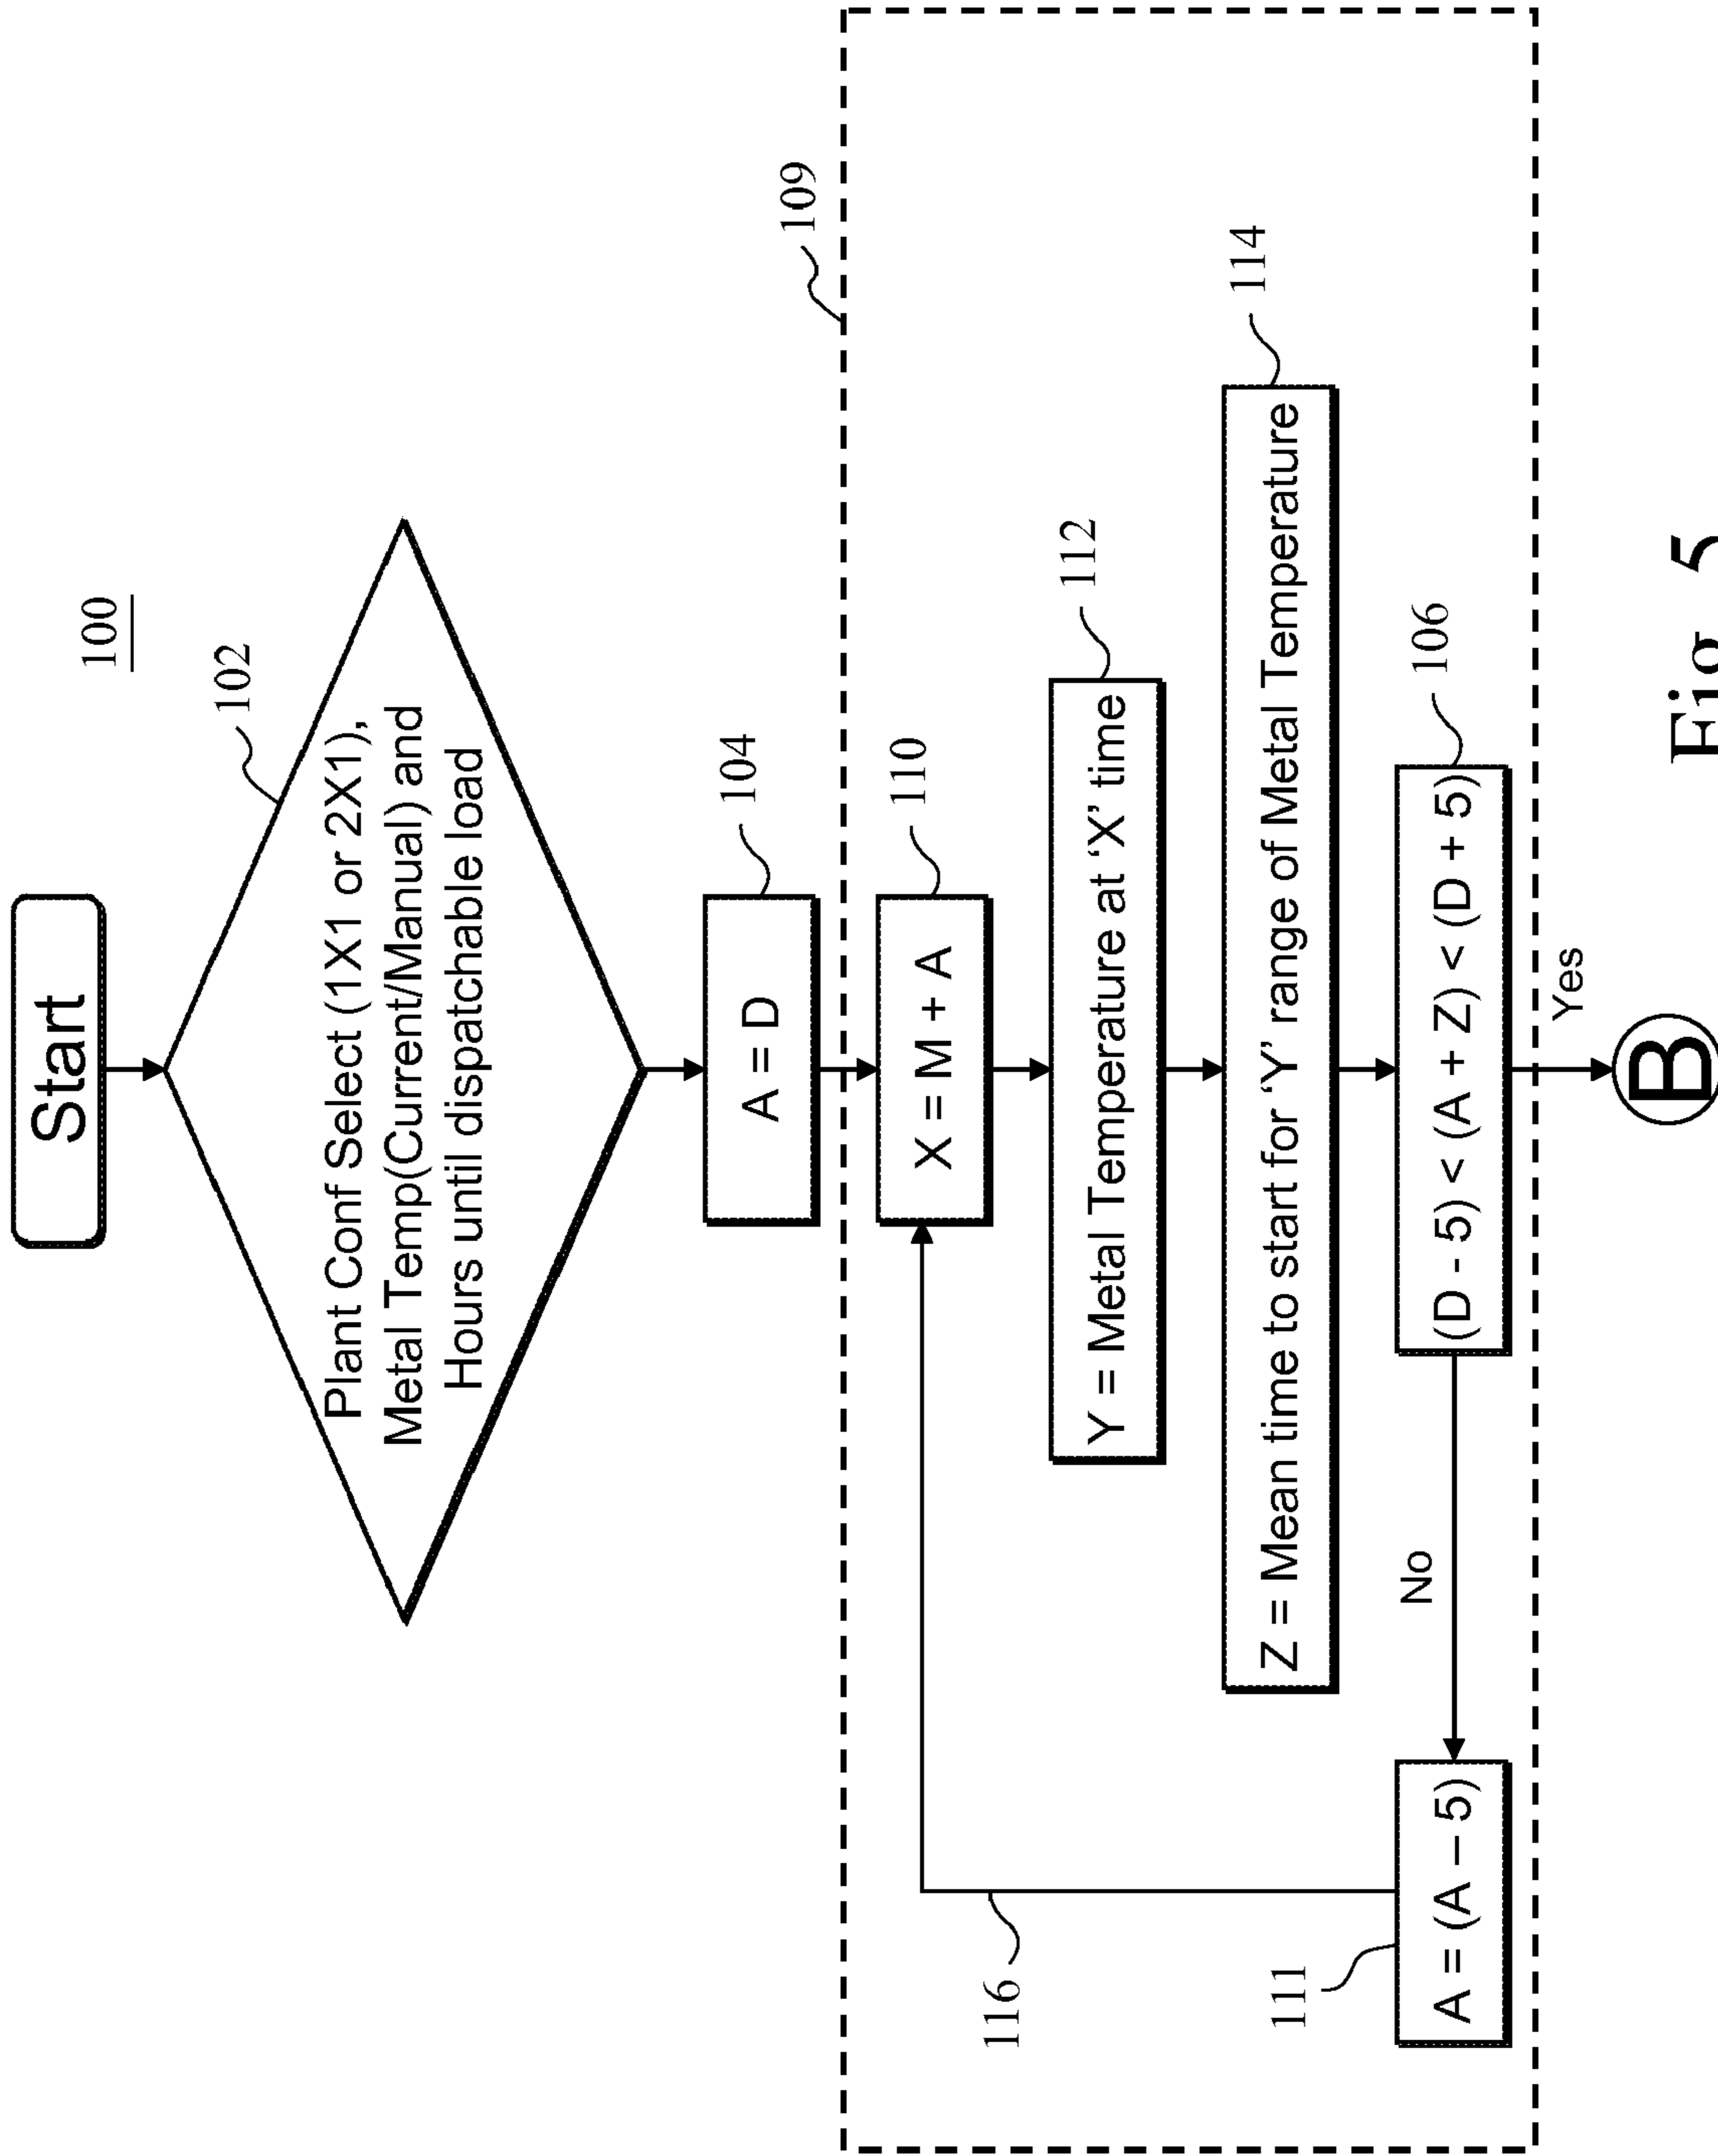 100
Start
Plant Conf Select (1X1 or 2X1),
Metal Temp(Current/Manual) and
Hours until dispatchable load
102
A = D
104
109
X = M + A
110
Y = Metal Temperature at ‘X’ time
112
Z = Mean time to start for ‘Y’ range of Metal Temperature
114
(D - 5) < (A + Z) < (D + 5)
106
No
A = (A – 5)
111
116
Yes
B
Fig. 5